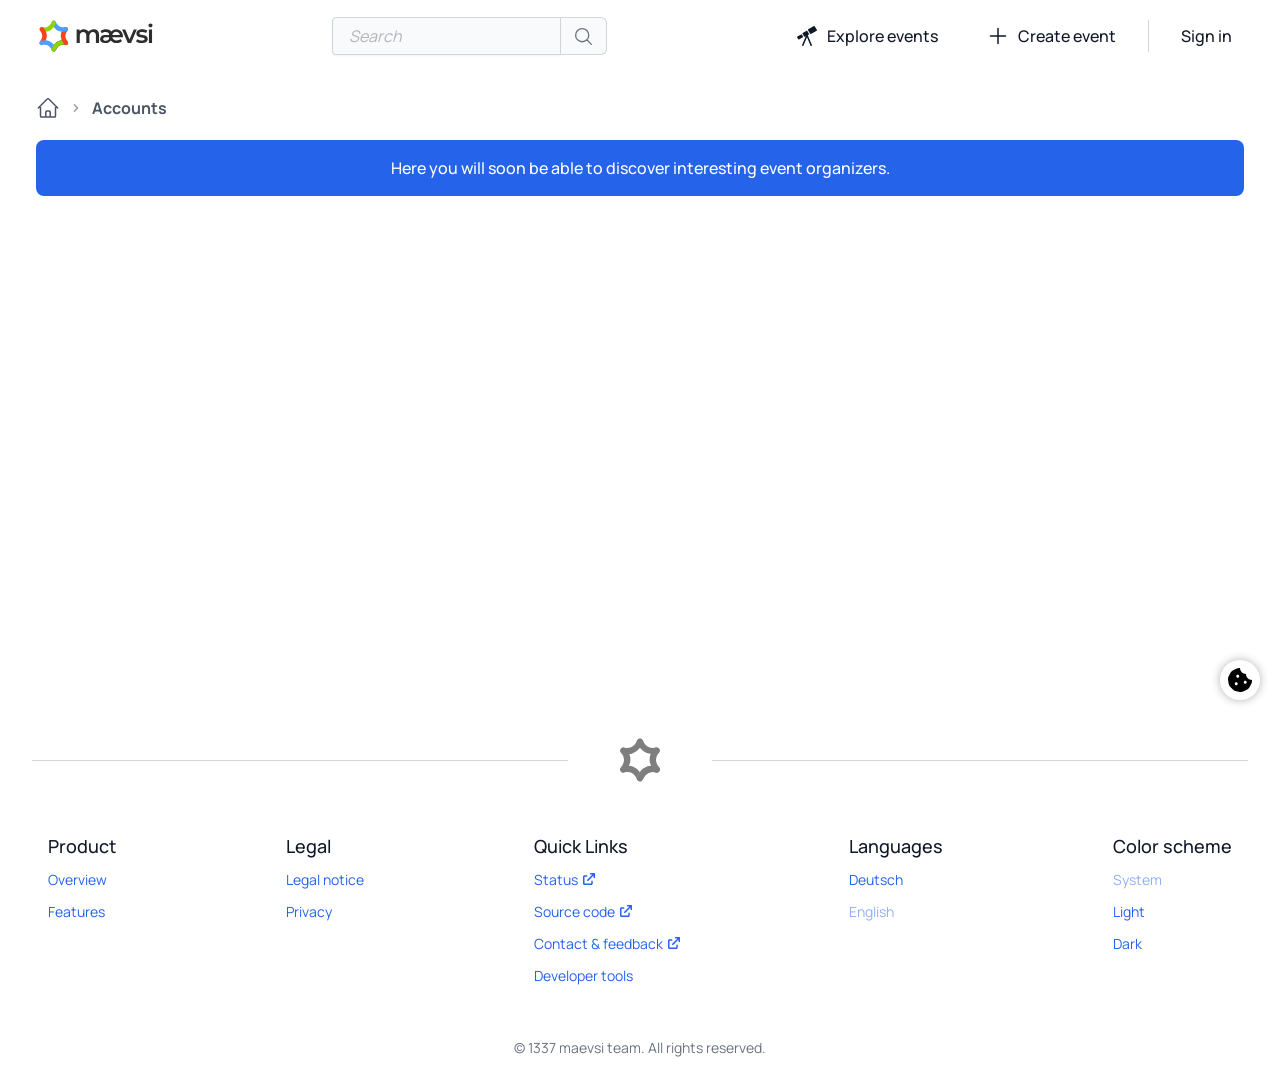 mævsi
Search
Explore events
Create event
Sign in
Accounts
Here you will soon be able to discover interesting event organizers.
Product
Overview
Features
Legal
Legal notice
Privacy
Quick Links
Status
Source code
Contact & feedback
Developer tools
Languages
Deutsch
English
Color scheme
System
Light
Dark
© 1337 maevsi team. All rights reserved.